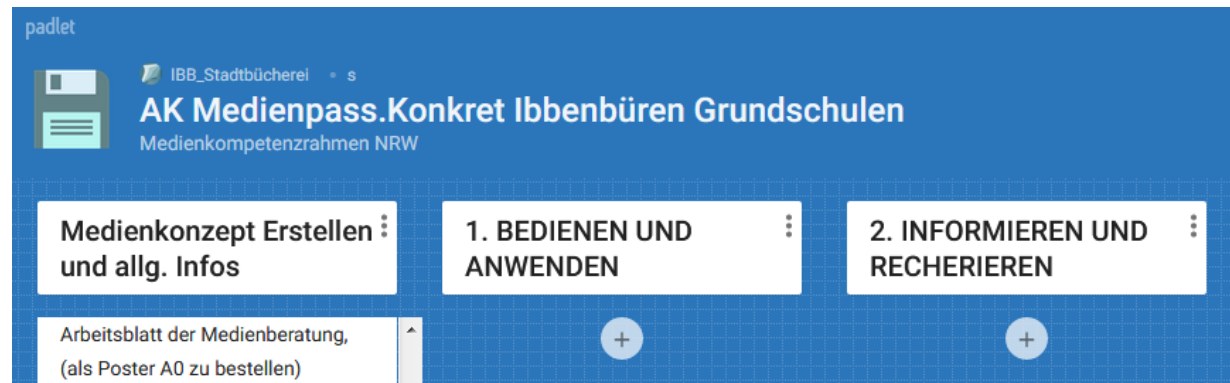 padlet
IBB_Stadtbücherei • s
AK Medienpass.Konkret Ibbenbüren Grundschulen
Medienkompetenzrahmen NRW
Medienkonzept Erstellen
und allg. Infos
1. BEDIENEN UND
ANWENDEN
2. INFORMIEREN UND
RECHERIEREN
Arbeitsblatt der Medienberatung,
(als Poster A0 zu bestellen)